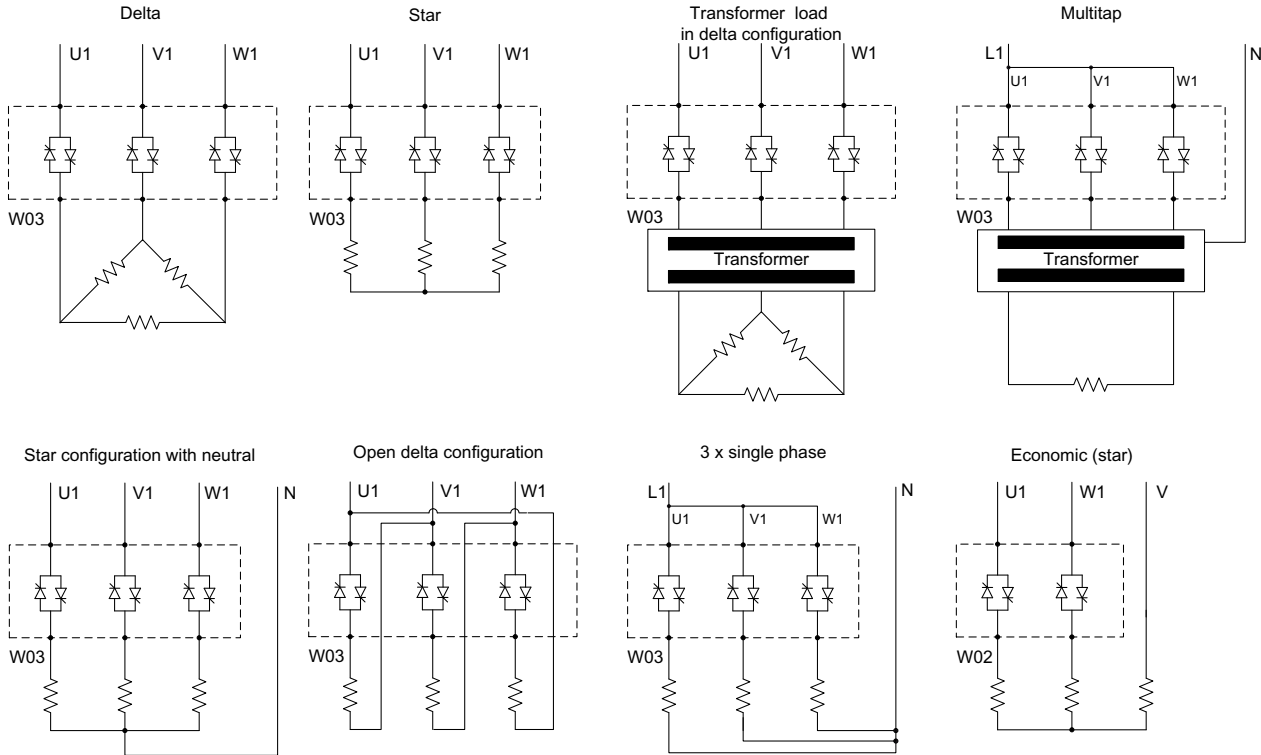 Delta
U1 V1 W1
W03
Star
U1 V1 W1
W03
Transformer load
in delta configuration
U1 V1 W1
W03
Transformer
Multitap
L1 N
U1 V1 W1
W03
Transformer
Star configuration with neutral
U1 V1 W1 N
W03
Open delta configuration
U1 V1 W1
W03
3 x single phase
L1 N
U1 V1 W1
W03
Economic (star)
U1 W1 V
W02